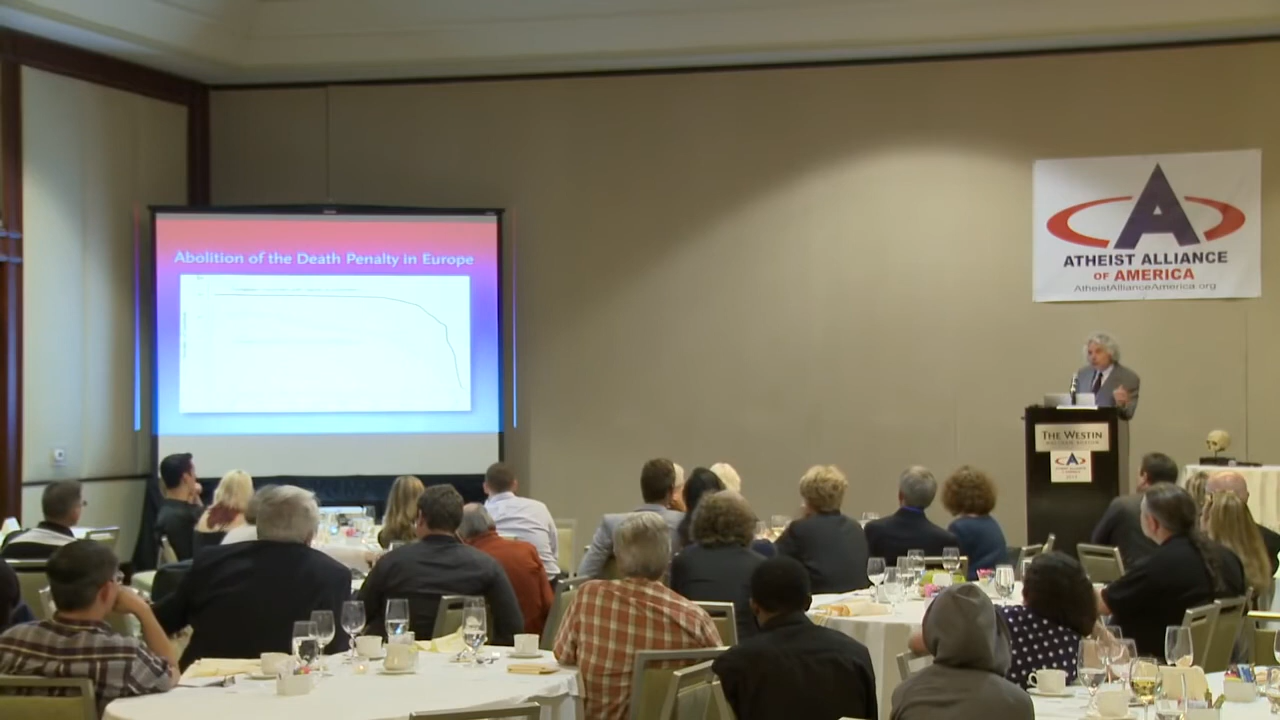 Abolition of the Death Penalty in Europe
A
ATHEIST ALLIANCE
OF AMERICA
AtheistAllianceAmerica.org
THE WESTIN
A